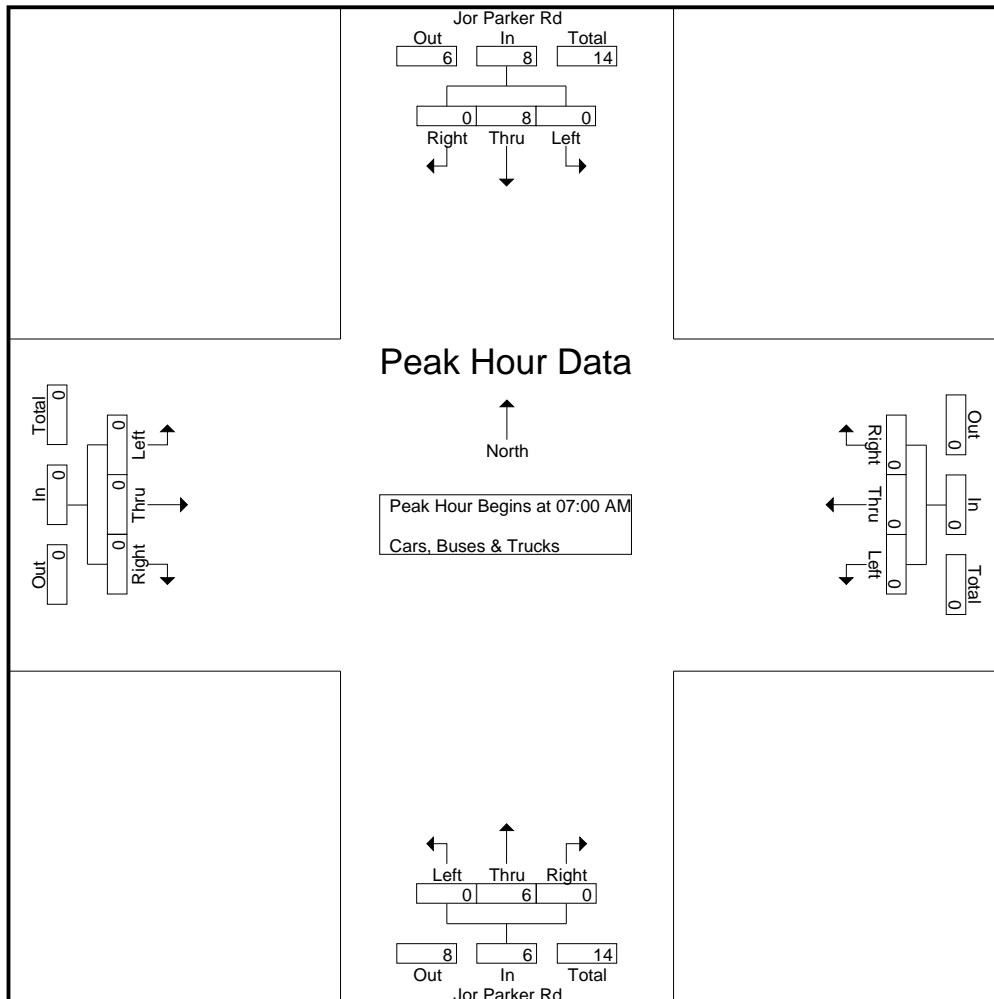 Jor Parker Rd
Out In Total
6 8 14
0 8 0
Right Thru Left
Peak Hour Data
North
Peak Hour Begins at 07:00 AM
Cars, Buses & Trucks
Total In Out
0 0 0
0 0 0
Left Thru Right
Right Thru Left
0 0 0
Out In Total
0 0 0
Left Thru Right
0 6 0
8 6 14
Out In Total
Jor Parker Rd